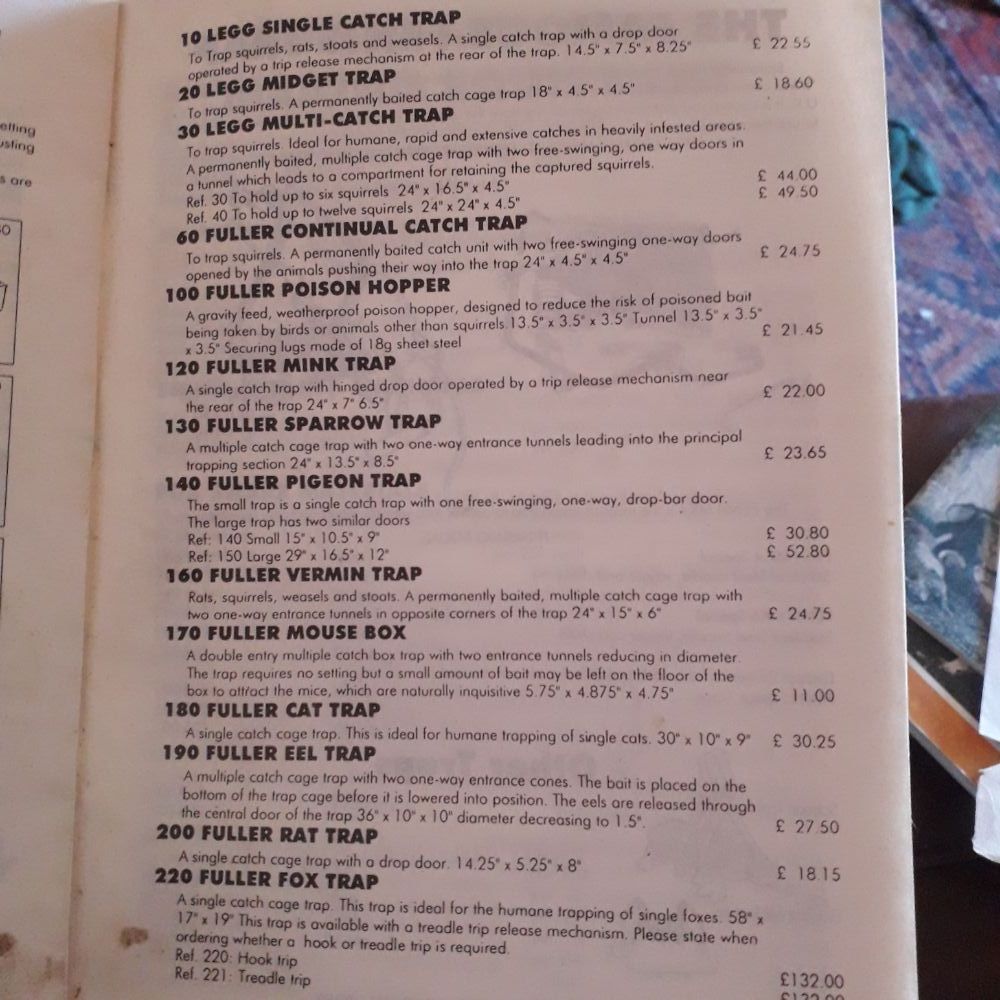 elling
usting
s are
10 LEGG SINGLE CATCH TRAP
To Trap squirrels, rats, stoats and weasels. A single catch trap with a drop door
operated by a trip release mechanism at the rear of the trap. 14.5" x 7.5" x 8.25" £ 22.55
20 LEGG MIDGET TRAP
To trap squirrels. A permanently baited catch cage trap 18" x 4.5" x 4.5" £ 18.60
30 LEGG MULTI-CATCH TRAP
To trap squirrels. Ideal for humane, rapid and extensive catches in heavily infested areas.
A permanently baited, multiple catch cage trap with two free-swinging, one way doors in
a tunnel which leads to a compartment for retaining the captured squirrels.
Ref. 30 To hold up to six squirrels 24" x 16.5" x 4.5" £ 44.00
Ref. 40 To hold up to twelve squirrels 24" x 24" x 4.5" £ 49.50
60 FULLER CONTINUAL CATCH TRAP
To trap squirrels. A permanently baited catch unit with two free-swinging one-way doors
opened by the animals pushing their way into the trap 24" x 4.5" x 4.5" £ 24.75
100 FULLER POISON HOPPER
A gravity feed, weatherproof poison hopper, designed to reduce the risk of poisoned bait
being taken by birds or animals other than squirrels. 13.5" x 3.5" x 3.5" Tunnel 13.5" x 3.5"
x 3.5" Securing lugs made of 18g sheet steel £ 21.45
120 FULLER MINK TRAP
A single catch trap with hinged drop door operated by a trip release mechanism near
the rear of the trap 24" x 7" 6.5" £ 22.00
130 FULLER SPARROW TRAP
A multiple catch cage trap with two one-way entrance tunnels leading into the principal
trapping section 24" x 13.5" x 8.5" £ 23.65
140 FULLER PIGEON TRAP
The small trap is a single catch trap with one free-swinging, one-way, drop-bar door.
The large trap has two similar doors
Ref: 140 Small 15" x 10.5" x 9" £ 30.80
Ref: 150 Large 29" x 16.5" x 12" £ 52.80
160 FULLER VERMIN TRAP
Rats, squirrels, weasels and stoats. A permanently baited, multiple catch cage trap with
two one-way entrance tunnels in opposite corners of the trap 24" x 15" x 6" £ 24.75
170 FULLER MOUSE BOX
A double entry multiple catch box trap with two entrance tunnels reducing in diameter.
The trap requires no setting but a small amount of bait may be left on the floor of the
box to attract the mice, which are naturally inquisitive 5.75" x 4.875" x 4.75" £ 11.00
180 FULLER CAT TRAP
A single catch cage trap. This is ideal for humane trapping of single cats. 30" x 10" x 9" £ 30.25
190 FULLER EEL TRAP
A multiple catch cage trap with two one-way entrance cones. The bait is placed on the
bottom of the trap cage before it is lowered into position. The eels are released through
the central door of the trap 36" x 10" x 10" diameter decreasing to 1.5". £ 27.50
200 FULLER RAT TRAP
A single catch cage trap with a drop door. 14.25" x 5.25" x 8" £ 18.15
220 FULLER FOX TRAP
A single catch cage trap. This trap is ideal for the humane trapping of single foxes. 58" x
17" x 19" This trap is available with a treadle trip release mechanism. Please state when
ordering whether a hook or treadle trip is required.
Ref. 220: Hook trip £132.00
Ref. 221: Treadle trip £132.00